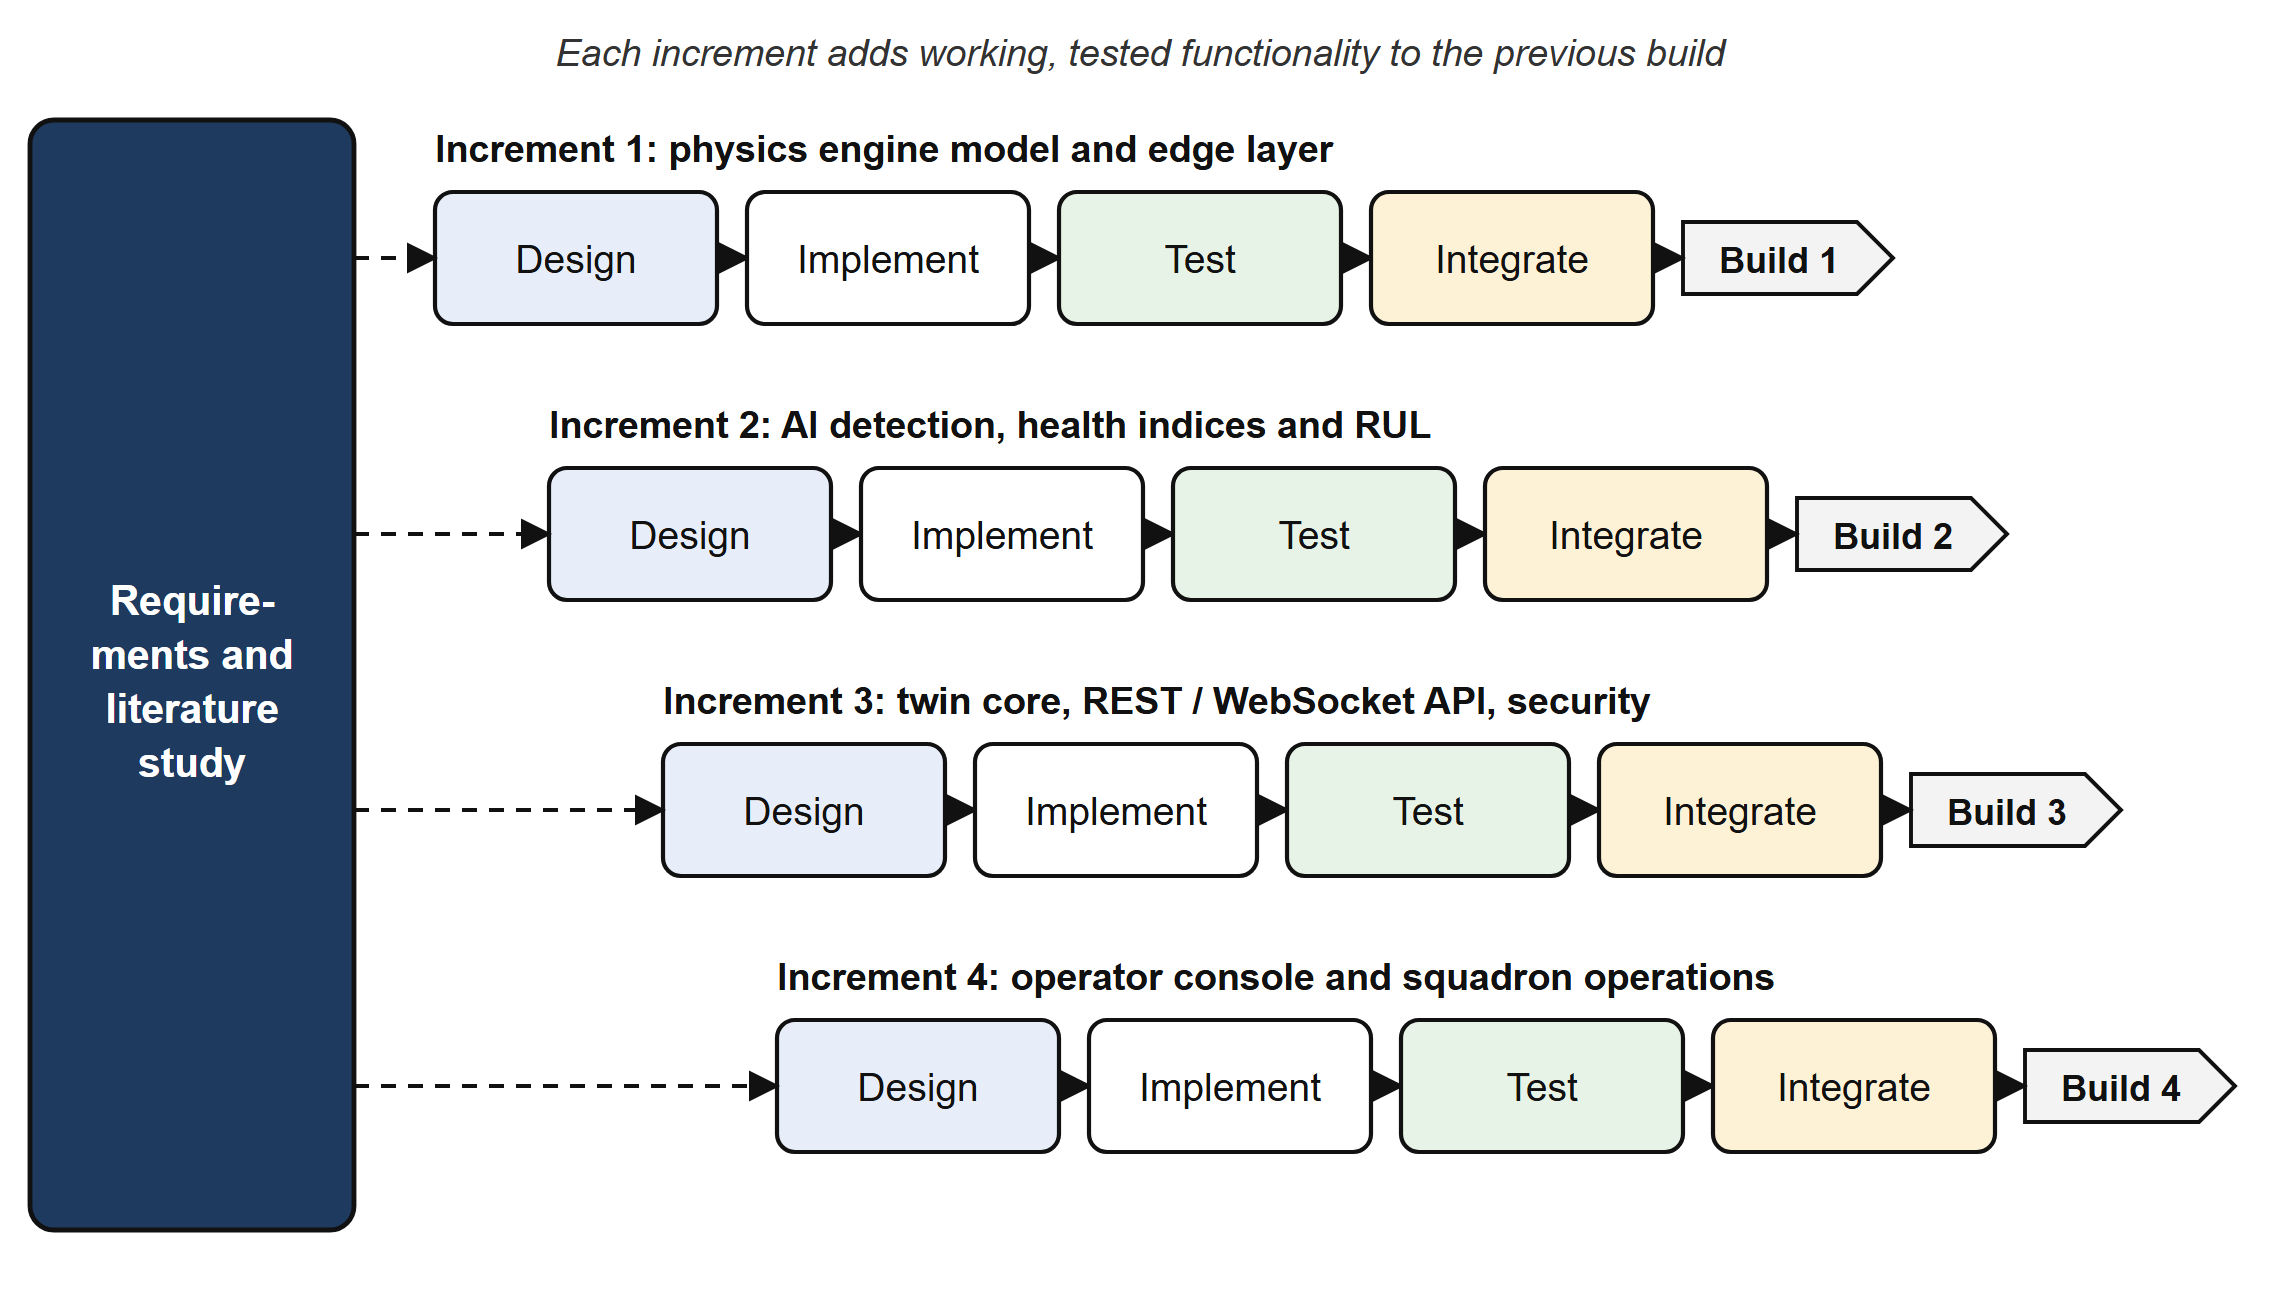 Each increment adds working, tested functionality to the previous build
Require-
ments and
literature
study
Increment 1: physics engine model and edge layer
Design
Implement
Test
Integrate
Build 1
Increment 2: AI detection, health indices and RUL
Design
Implement
Test
Integrate
Build 2
Increment 3: twin core, REST / WebSocket API, security
Design
Implement
Test
Integrate
Build 3
Increment 4: operator console and squadron operations
Design
Implement
Test
Integrate
Build 4